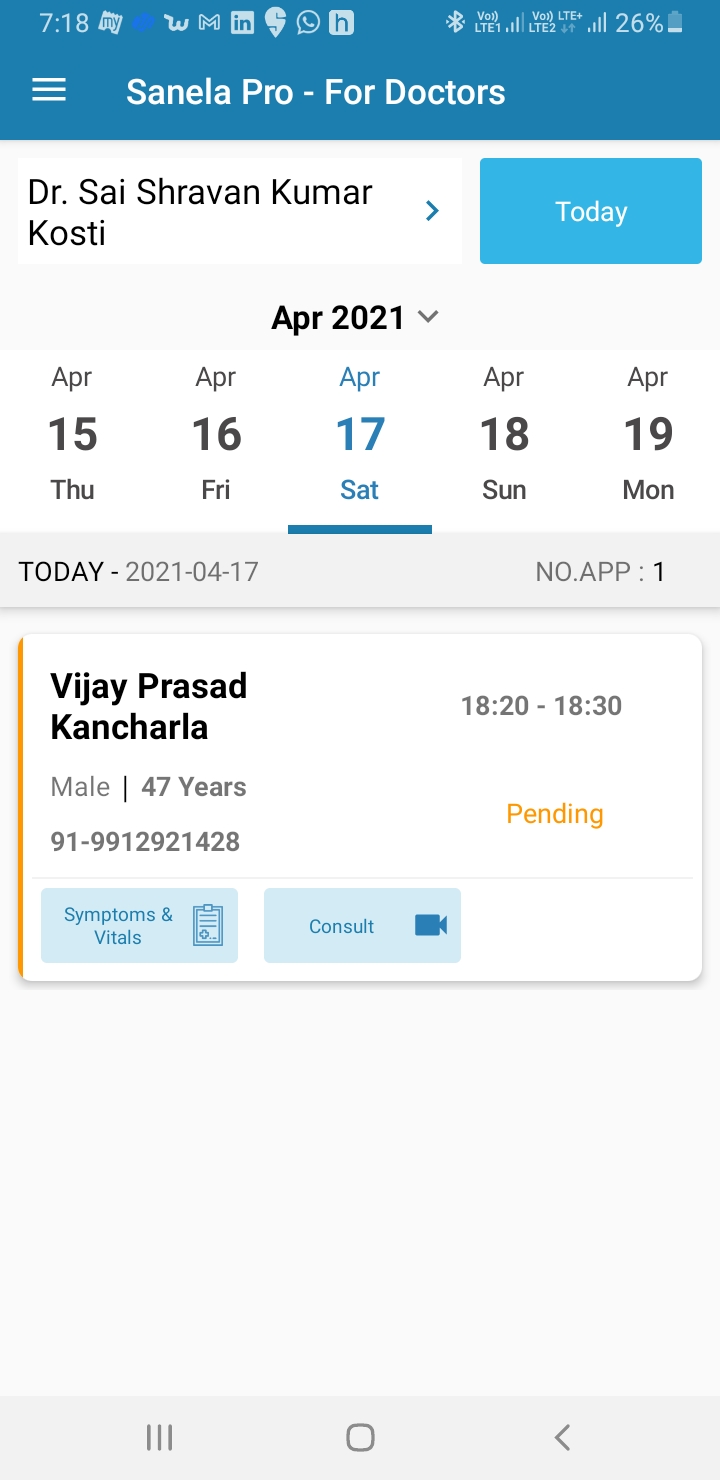 7:18 my in h Vo) LTE1 Vo) LTE2 LTE+ 26%
Sanela Pro - For Doctors
Dr. Sai Shravan Kumar
Kosti
Today
Apr 2021
Apr Apr Apr Apr Apr
15 16 17 18 19
Thu Fri Sat Sun Mon
TODAY - 2021-04-17 NO.APP : 1
Vijay Prasad
Kancharla
18:20 - 18:30
Male | 47 Years
Pending
91-9912921428
Symptoms &
Vitals
Consult